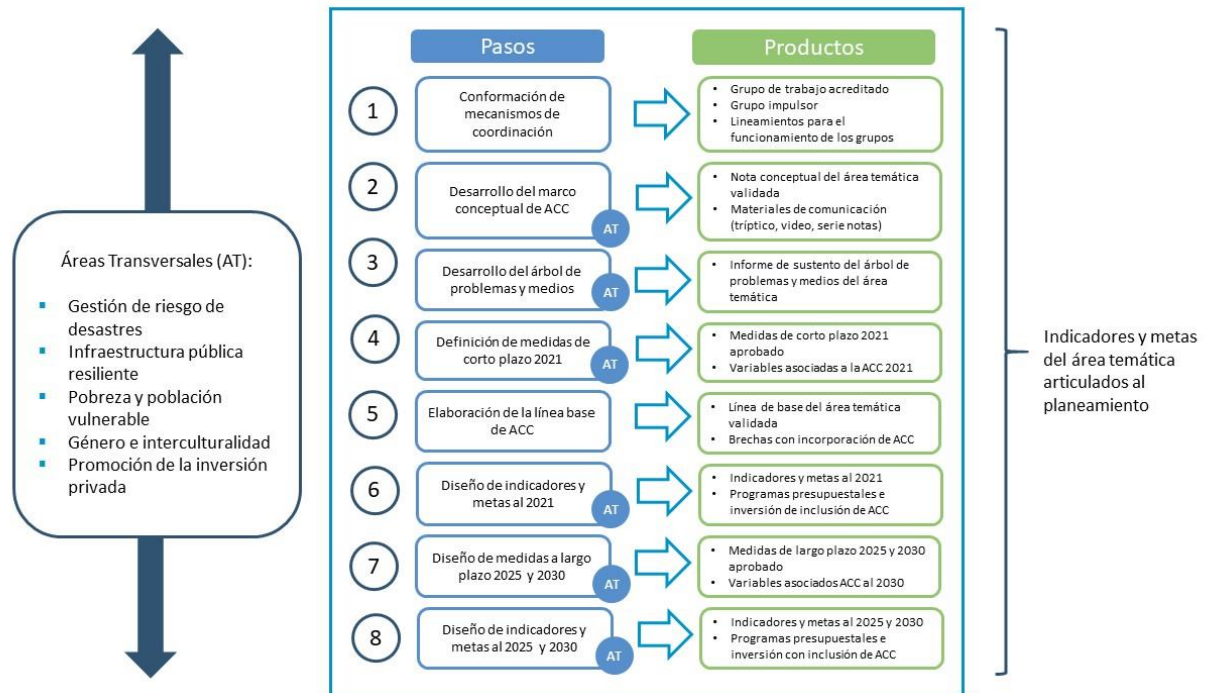 Áreas Transversales (AT):
▪ Gestión de riesgo de
desastres
▪ Infraestructura pública
resiliente
▪ Pobreza y población
vulnerable
▪ Género e interculturalidad
▪ Promoción de la inversión
privada
Pasos
Productos
1
Conformación de
mecanismos de
coordinación
• Grupo de trabajo acreditado
• Grupo impulsor
• Lineamientos para el
funcionamiento de los grupos
2
Desarrollo del marco
conceptual de ACC
AT
• Nota conceptual del área temática
validada
• Materiales de comunicación
(tríptico, video, serie notas)
3
Desarrollo del árbol de
problemas y medios
AT
• Informe de sustento del árbol de
problemas y medios del área
temática
4
Definición de medidas de
corto plazo 2021
AT
• Medidas de corto plazo 2021
aprobado
• Variables asociadas a la ACC 2021
5
Elaboración de la línea base
de ACC
• Línea de base del área temática
validada
• Brechas con incorporación de ACC
6
Diseño de indicadores y
metas al 2021
AT
• Indicadores y metas al 2021
• Programas presupuestales e
inversión de inclusión de ACC
7
Diseño de medidas a largo
plazo 2025 y 2030
AT
• Medidas de largo plazo 2025 y 2030
aprobado
• Variables asociados ACC al 2030
8
Diseño de indicadores y
metas al 2025 y 2030
AT
• Indicadores y metas al 2025 y 2030
• Programas presupuestales e
inversión con inclusión de ACC
Indicadores y metas
del área temática
articulados al
planeamiento